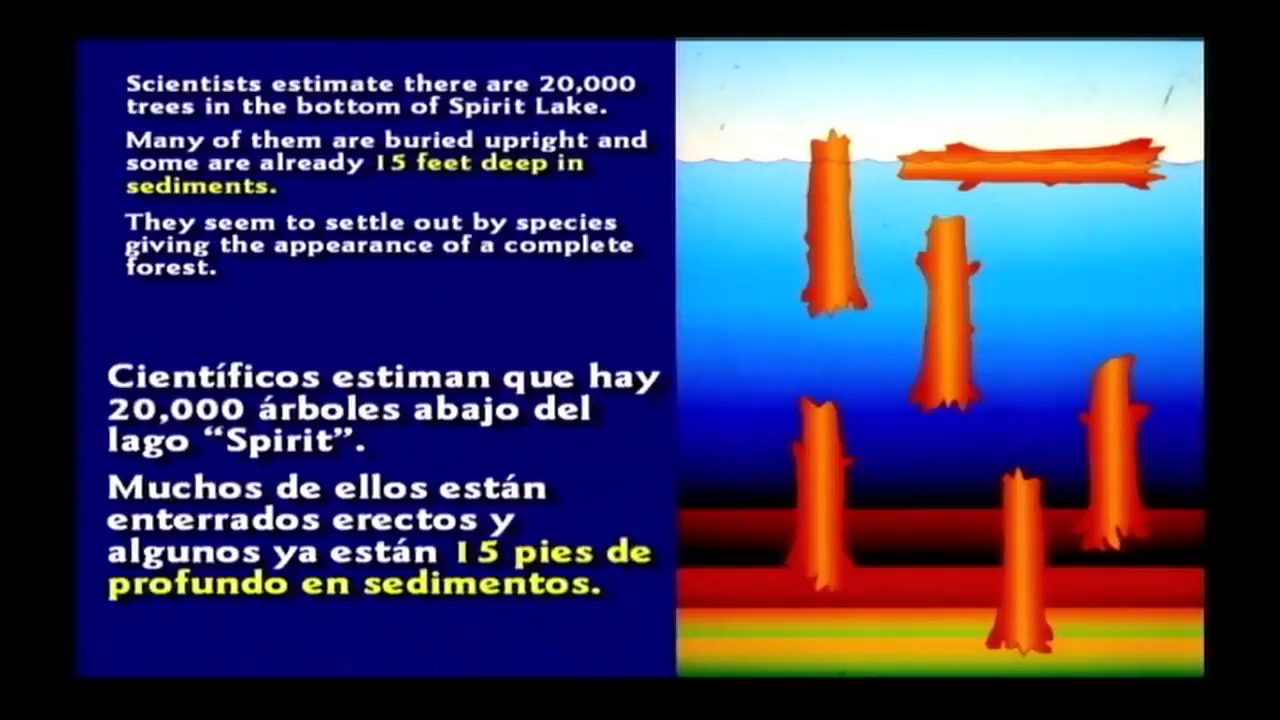 Scientists estimate there are 20,000
trees in the bottom of Spirit Lake.
Many of them are buried upright and
some are already 15 feet deep in
sediments.
They seem to settle out by species
giving the appearance of a complete
forest.
Científicos estiman que hay
20,000 árboles abajo del
lago “Spirit”.
Muchos de ellos están
enterrados erectos y
algunos ya están 15 pies de
profundo en sedimentos.